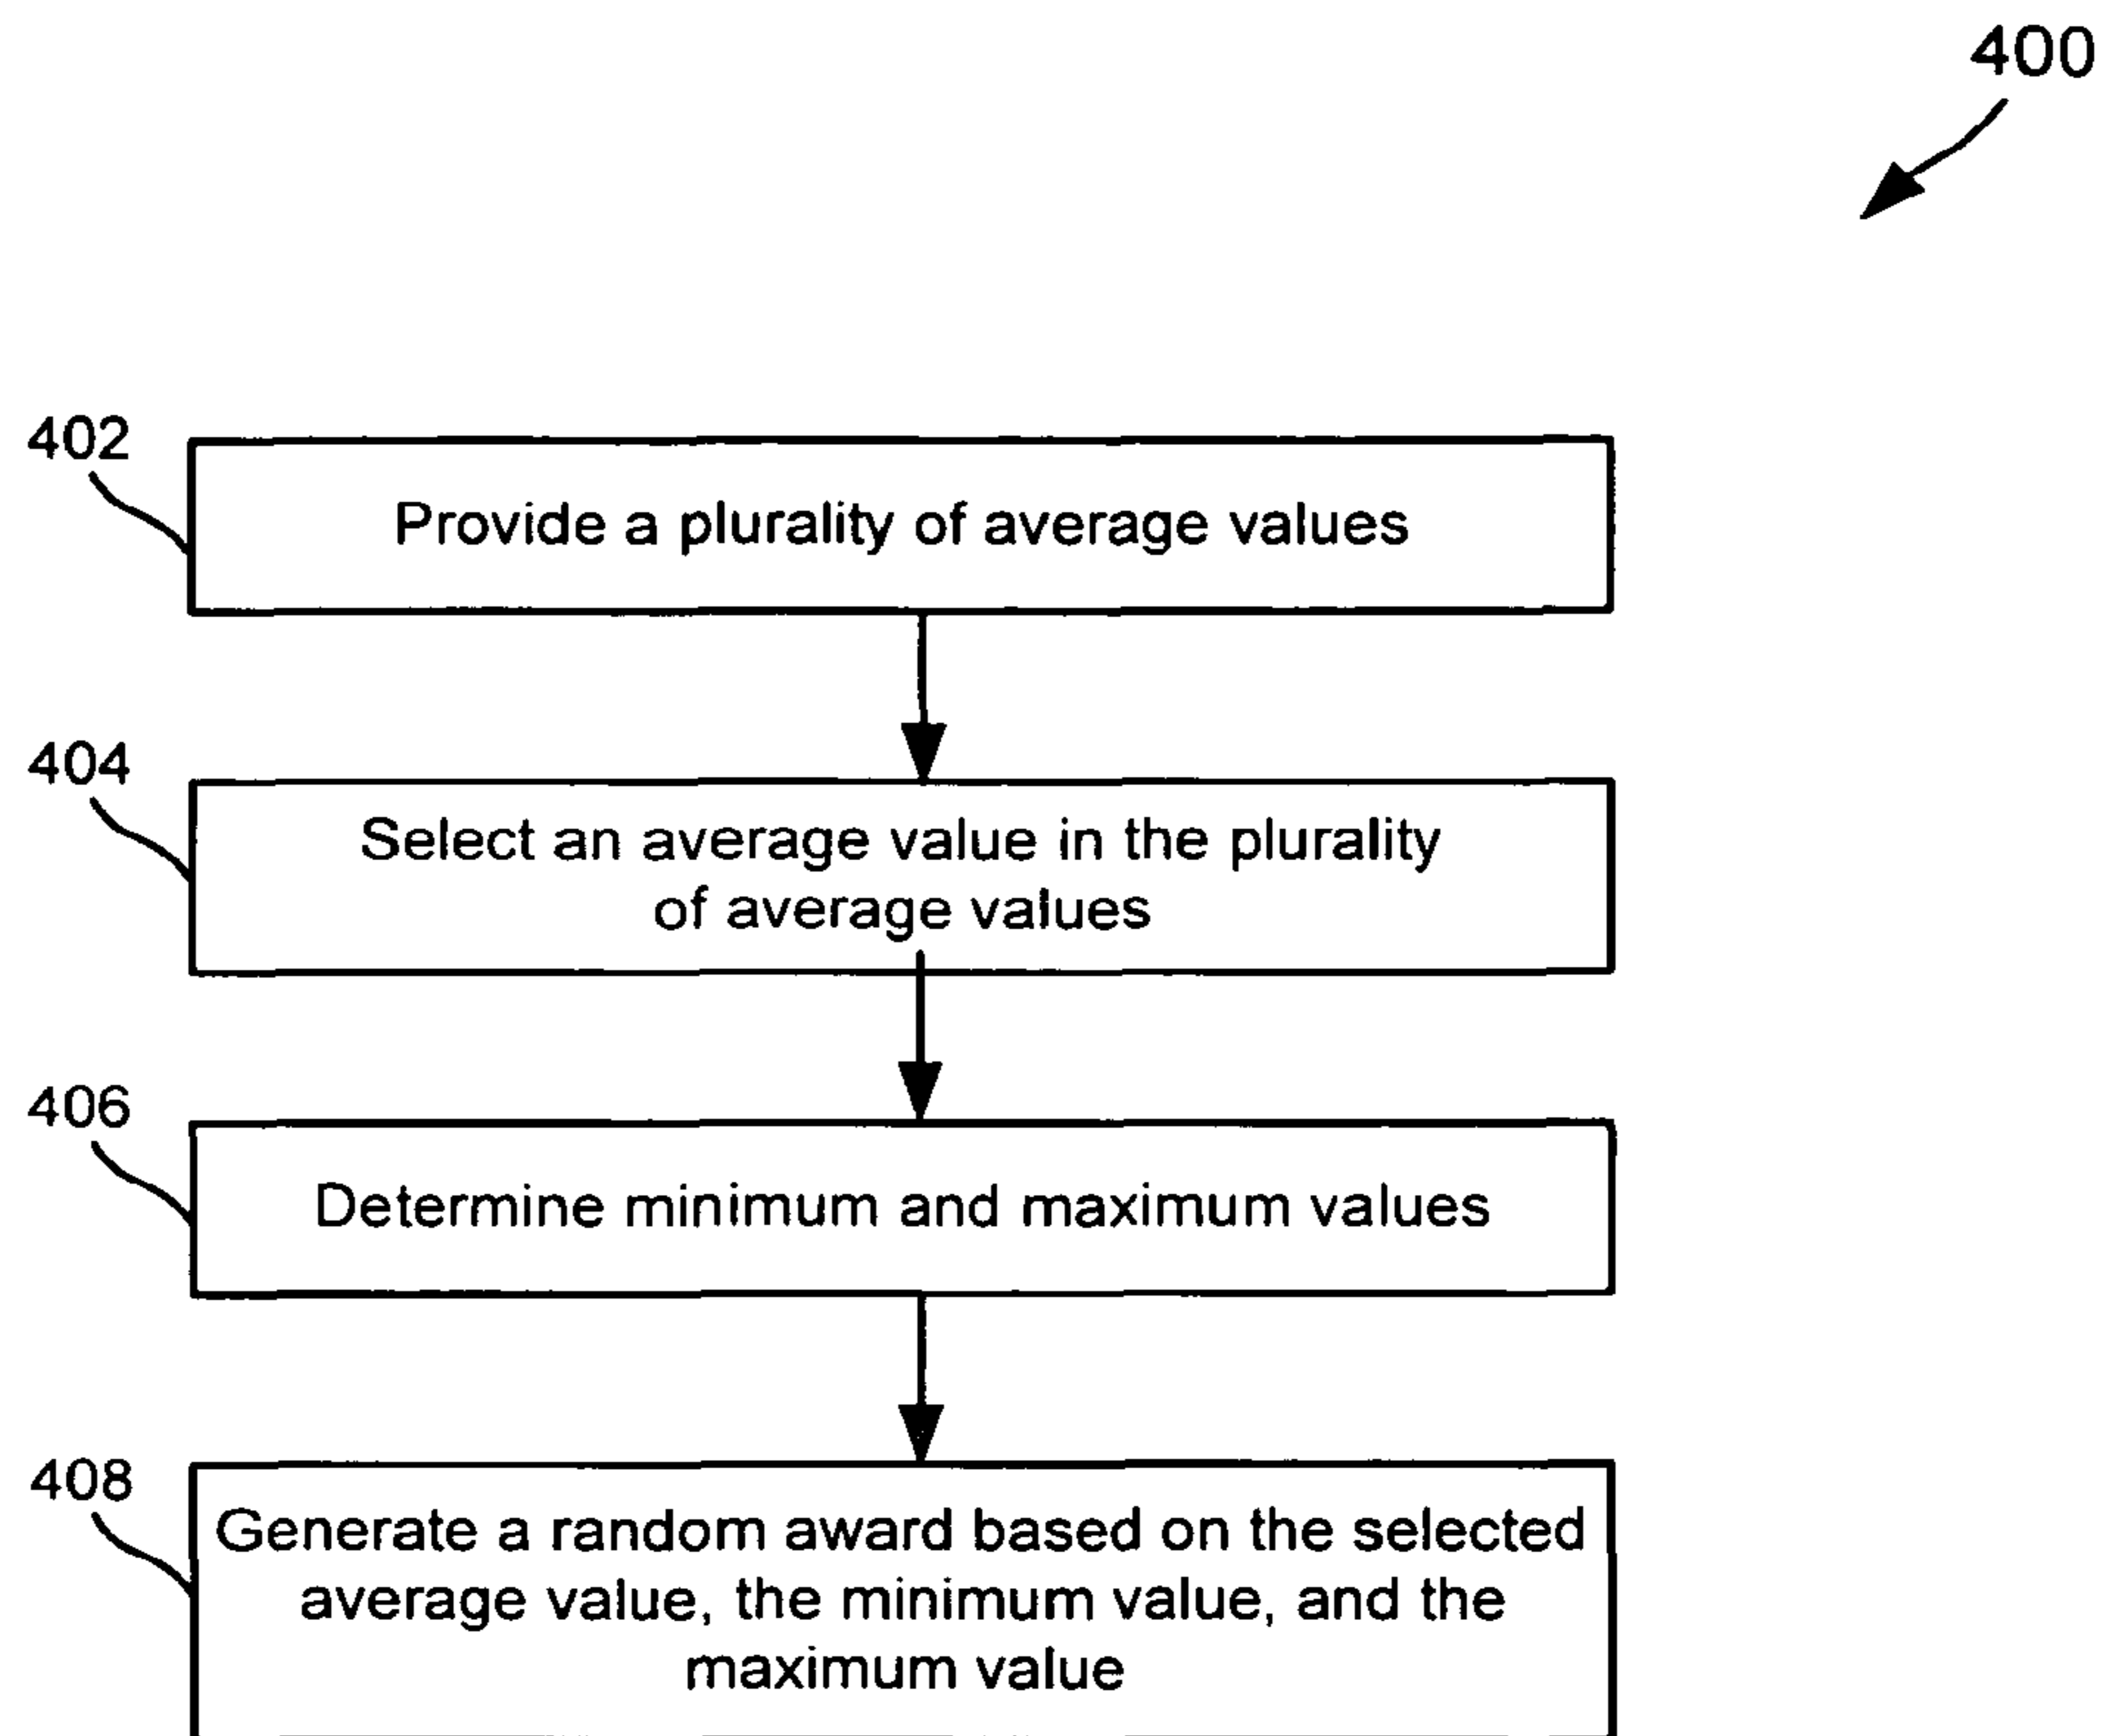 400
402
Provide a plurality of average values
404
Select an average value in the plurality
of average values
406
Determine minimum and maximum values
408
Generate a random award based on the selected
average value, the minimum value, and the
maximum value